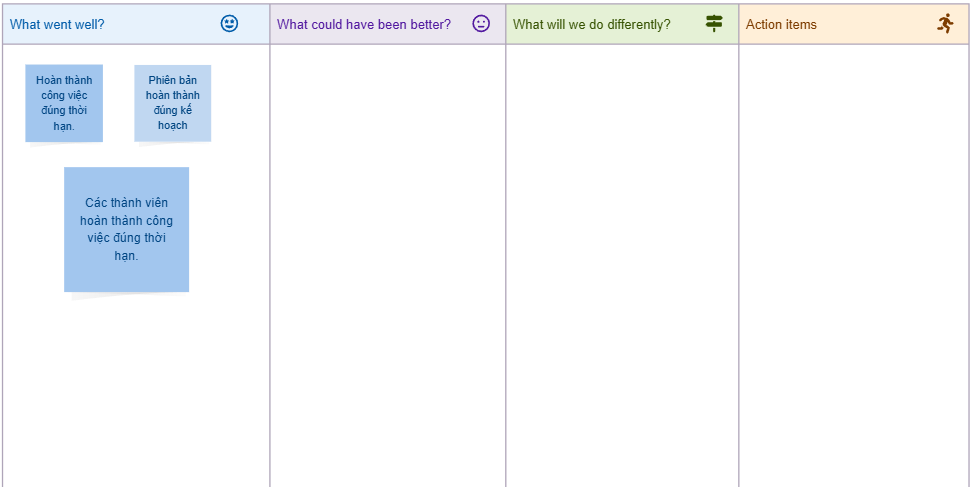 What went well?
What could have been better?
What will we do differently?
Action items
Hoàn thành
công việc
đúng thời
hạn.
Phiên bản
hoàn thành
đúng kế
hoạch
Các thành viên
hoàn thành công
việc đúng thời
hạn.